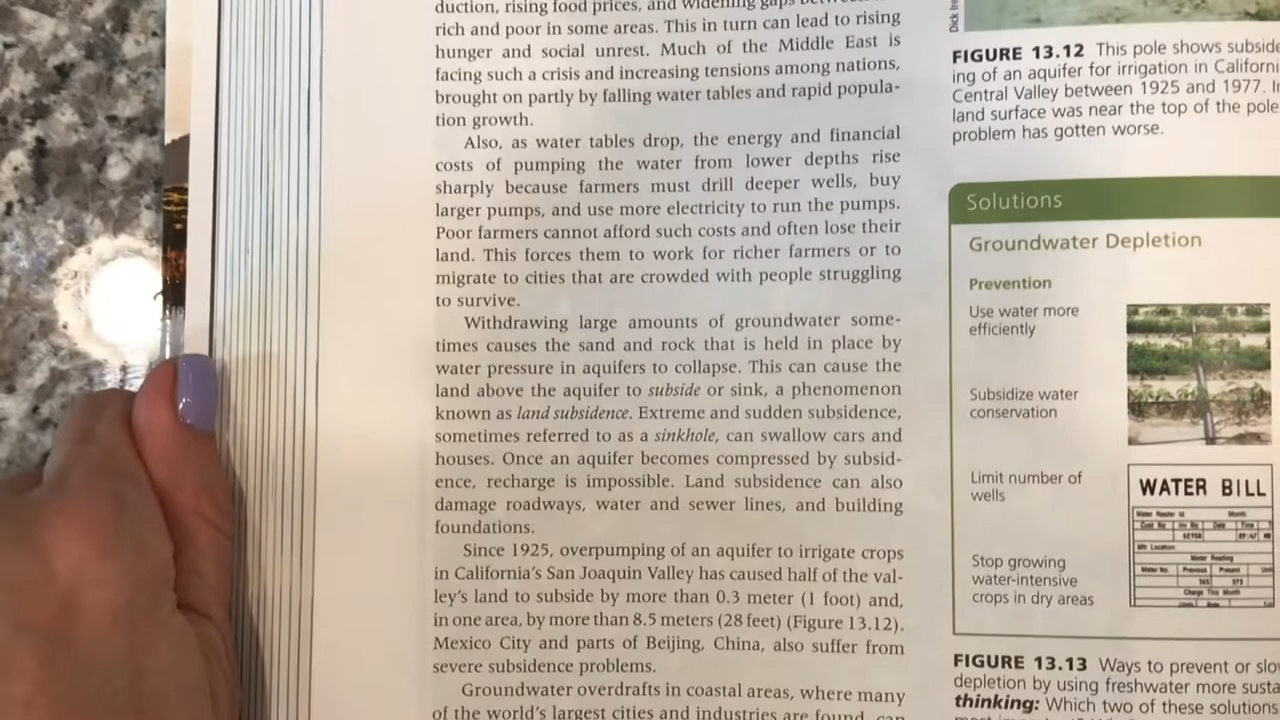 duction, rising food prices, and widening gaps
rich and poor in some areas. This in turn can lead to rising
hunger and social unrest. Much of the Middle East is
facing such a crisis and increasing tensions among nations,
brought on partly by falling water tables and rapid popula-
tion growth.
Also, as water tables drop, the energy and financial
costs of pumping the water from lower depths rise
sharply because farmers must drill deeper wells, buy
larger pumps, and use more electricity to run the pumps.
Poor farmers cannot afford such costs and often lose their
land. This forces them to work for richer farmers or to
migrate to cities that are crowded with people struggling
to survive.
Withdrawing large amounts of groundwater some-
times causes the sand and rock that is held in place by
water pressure in aquifers to collapse. This can cause the
land above the aquifer to subside or sink, a phenomenon
known as land subsidence. Extreme and sudden subsidence,
sometimes referred to as a sinkhole, can swallow cars and
houses. Once an aquifer becomes compressed by subsid-
ence, recharge is impossible. Land subsidence can also
damage roadways, water and sewer lines, and building
foundations.
Since 1925, overpumping of an aquifer to irrigate crops
in California's San Joaquin Valley has caused half of the val-
ley's land to subside by more than 0.3 meter (1 foot) and,
in one area, by more than 8.5 meters (28 feet) (Figure 13.12).
Mexico City and parts of Beijing, China, also suffer from
severe subsidence problems.
Groundwater overdrafts in coastal areas, where many
of the world's largest cities and industries are found, can
Dick
FIGURE 13.12 This pole shows
ing of an aquifer for irrigation in
Central Valley between 1925 and 1977.
land surface was near the top of the pole
problem has gotten worse.
Solutions
Groundwater Depletion
Prevention
Use water more
efficiently
Subsidize water
conservation
Limit number of
wells
Stop growing
water-intensive
crops in dry areas
WATER BILL
Meter Reading
Meter No. Previous Present
Charge This Month
FIGURE 13.13 Ways to prevent or
depletion by using freshwater more
thinking: Which two of these solutions